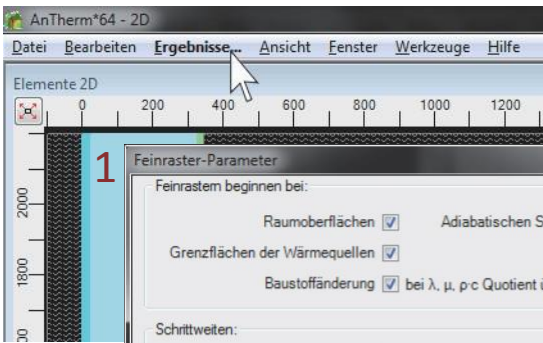 AnTherm*64 - 2D
Datei Bearbeiten Ergebnisse... Ansicht Fenster Werkzeuge Hilfe
Elemente 2D
0 200 400 600 800 1000 1200
1
Feinraster-Parameter
Feinrastern beginnen bei:
Raumoberflächen Adiabatischen S
Grenzflächen der Wärmequellen
Baustoffänderung bei λ, μ, ρ·c Quotient ü
Schrittweiten:
2000
1800